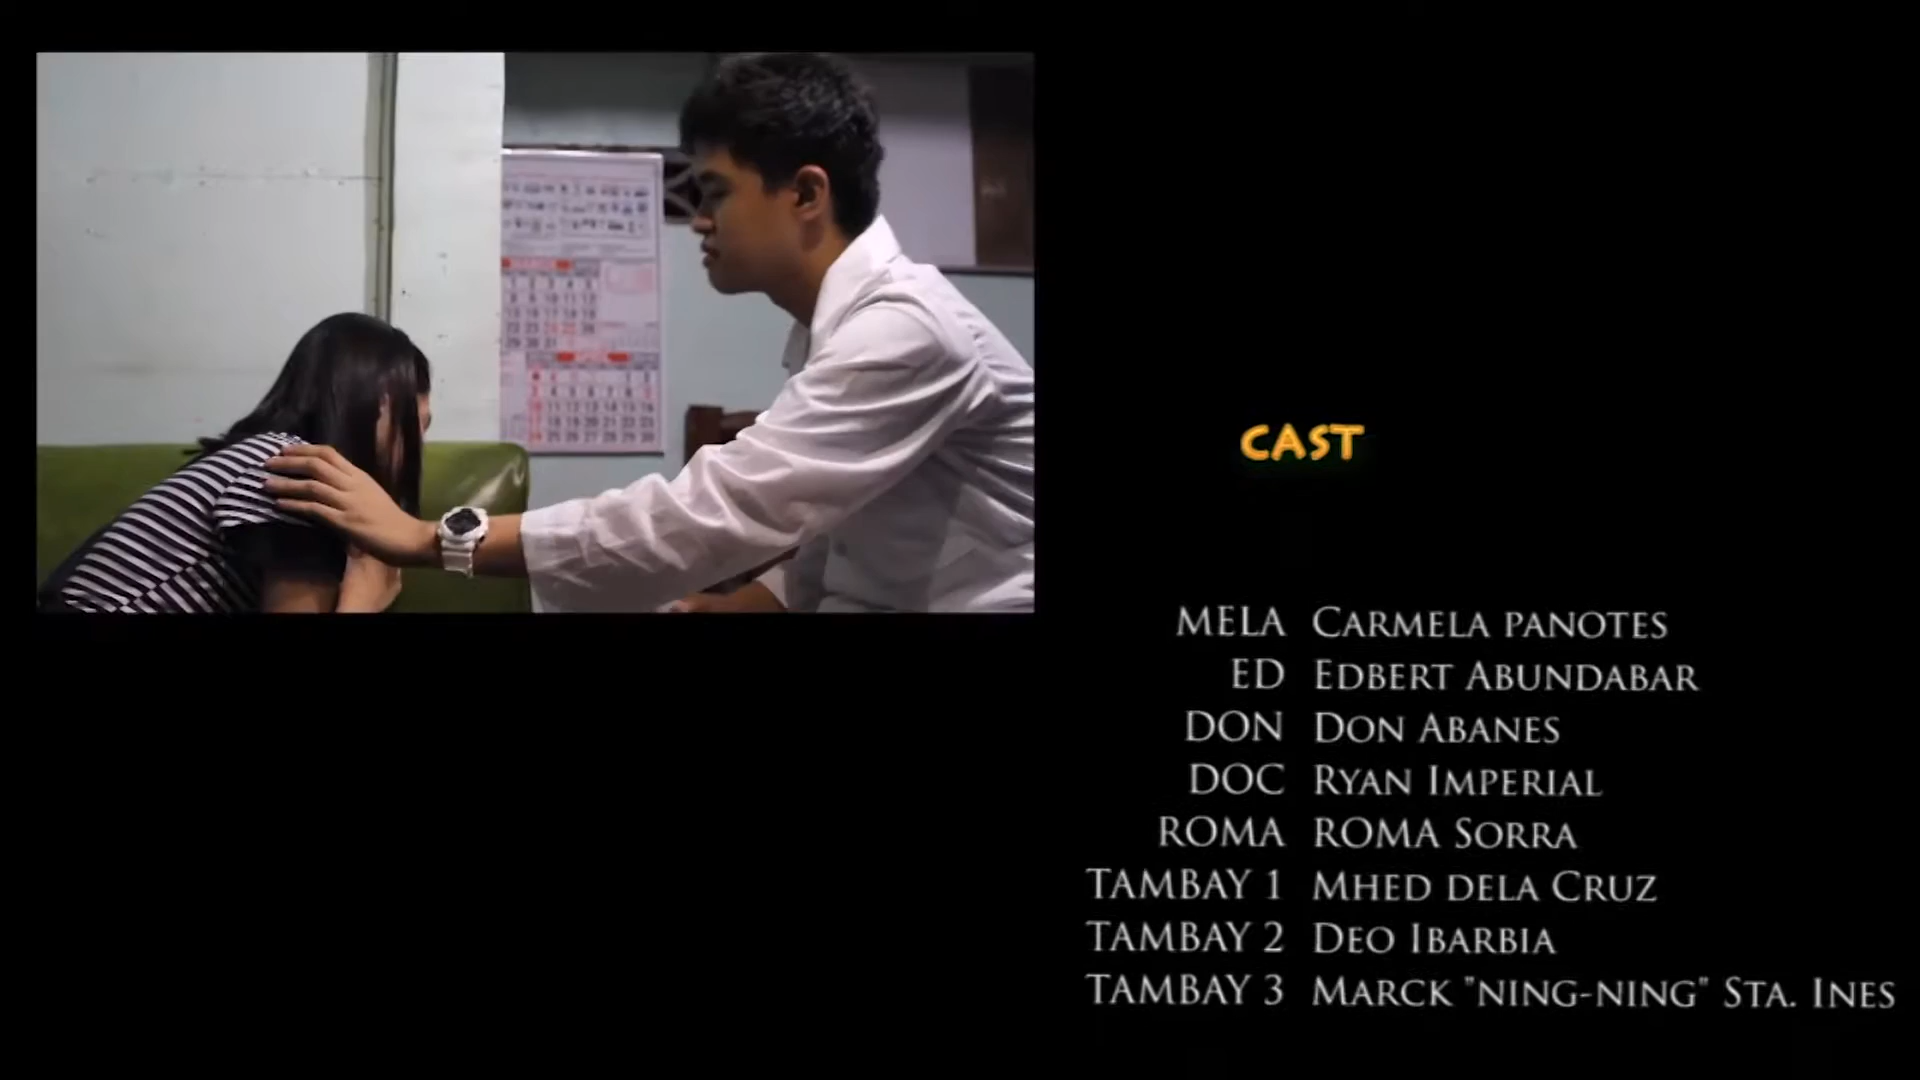 CAST
MELA CARMELA PANOTES
ED EDBERT ABUNDABAR
DON DON ABANES
DOC RYAN IMPERIAL
ROMA ROMA SORRA
TAMBAY 1 MHED DELA CRUZ
TAMBAY 2 DEO IBARBIA
TAMBAY 3 MARCK "NING-NING" STA. INES